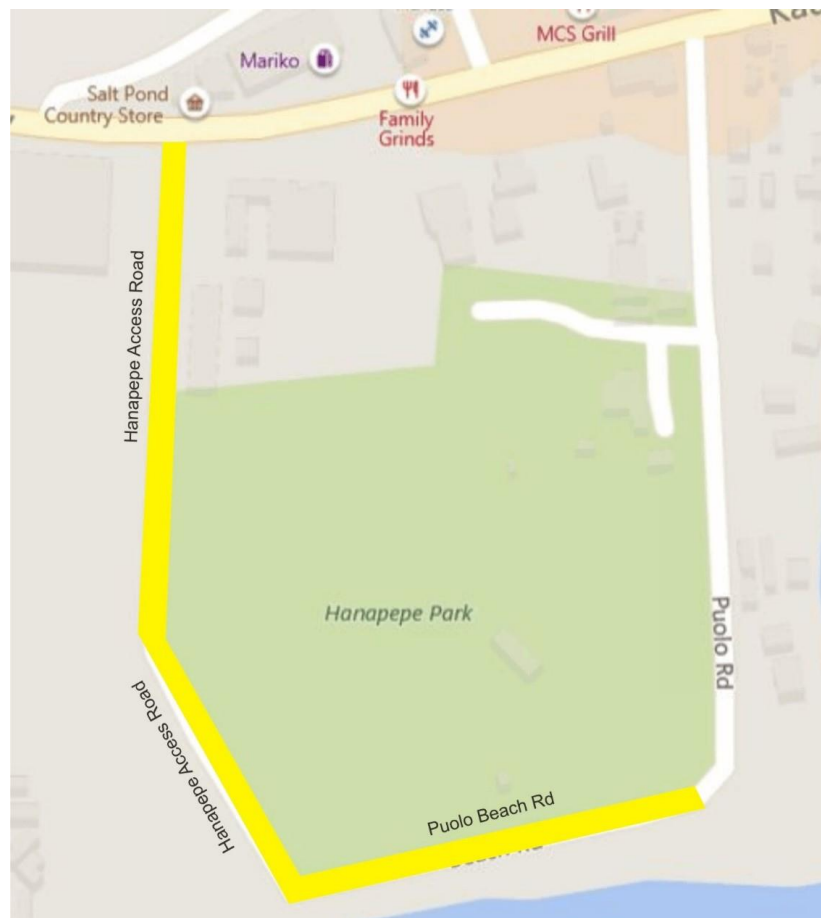 MCS Grill
Mariko
Salt Pond
Country Store
Family
Grinds
Hanapepe Access Road
Hanapepe Park
Puolo Rd
Hanapepe Access Road
Puolo Beach Rd